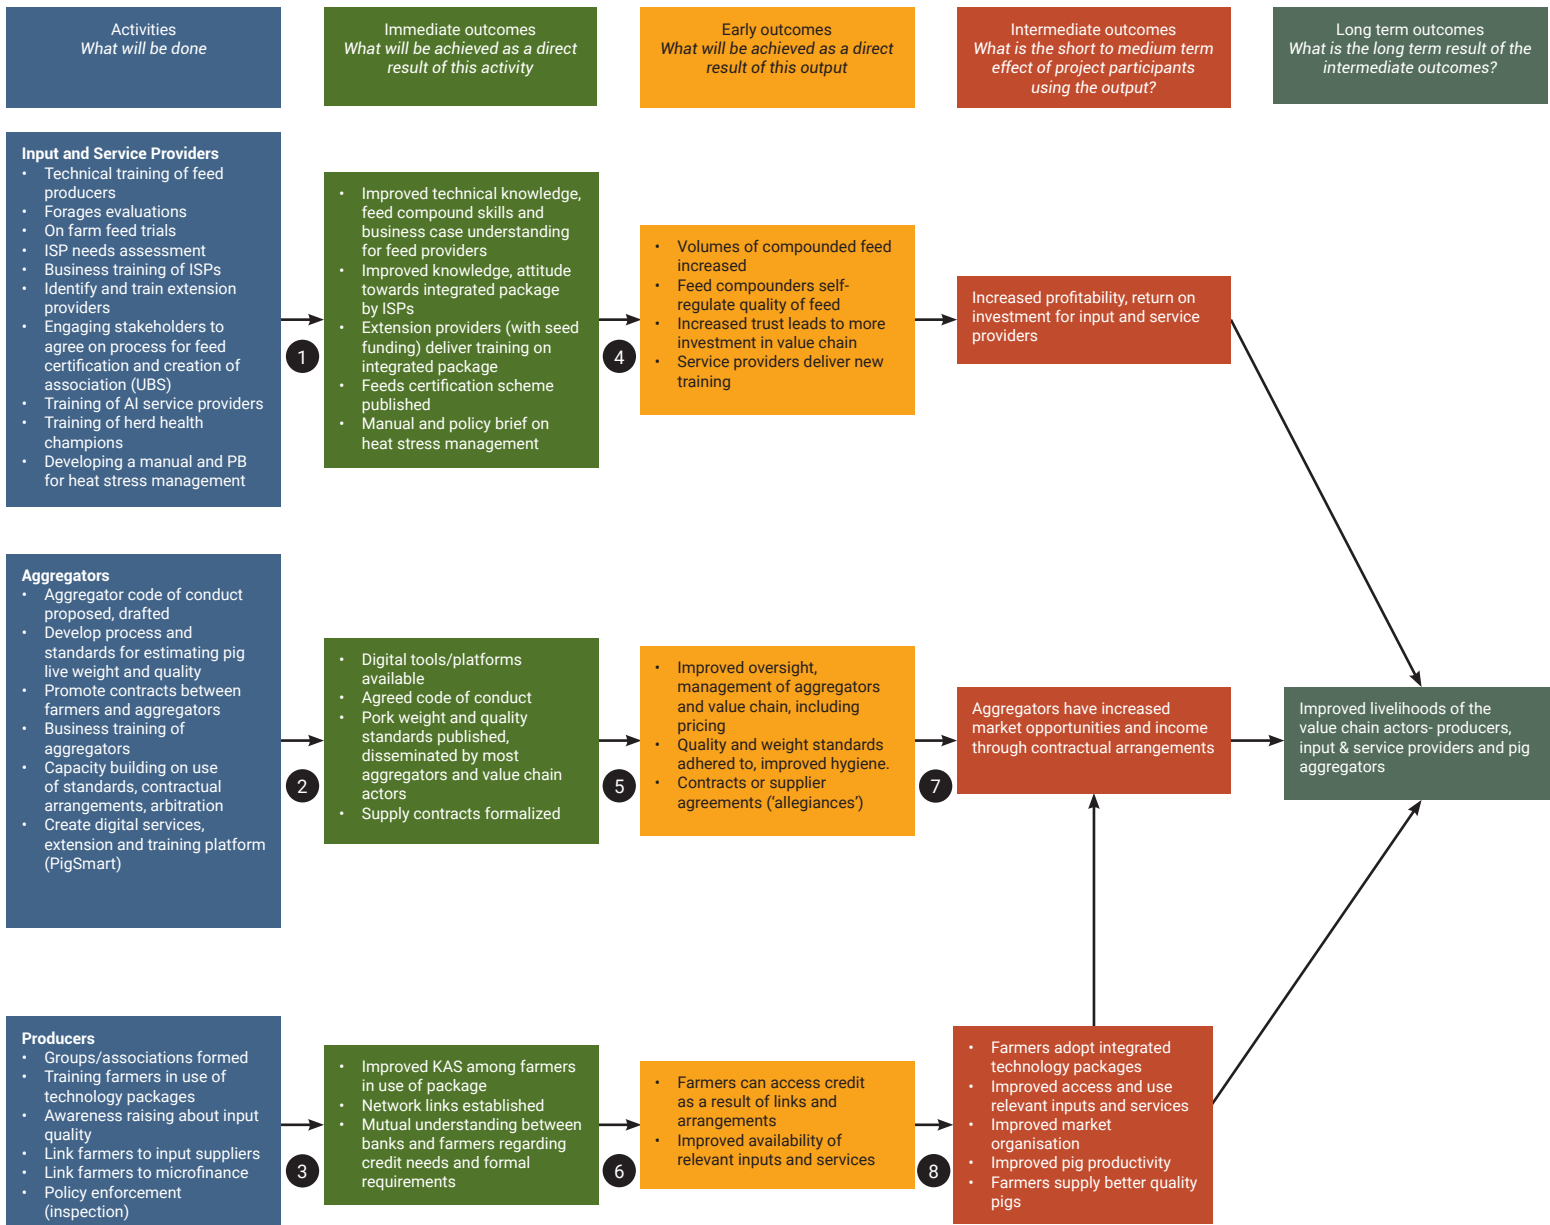 Activities
What will be done
Immediate outcomes
What will be achieved as a direct
result of this activity
Early outcomes
What will be achieved as a direct
result of this output
Intermediate outcomes
What is the short to medium term
effect of project participants
using the output?
Long term outcomes
What is the long term result of the
intermediate outcomes?
Input and Service Providers
• Technical training of feed
producers
• Forages evaluations
• On farm feed trials
• ISP needs assessment
• Business training of ISPs
• Identify and train extension
providers
• Engaging stakeholders to
agree on process for feed
certification and creation of
association (UBS)
• Training of AI service providers
• Training of herd health
champions
• Developing a manual and PB
for heat stress management
1
• Improved technical knowledge,
feed compound skills and
business case understanding
for feed providers
• Improved knowledge, attitude
towards integrated package
by ISPs
• Extension providers (with seed
funding) deliver training on
integrated package
• Feeds certification scheme
published
• Manual and policy brief on
heat stress management
4
• Volumes of compounded feed
increased
• Feed compounders self-
regulate quality of feed
• Increased trust leads to more
investment in value chain
• Service providers deliver new
training
Increased profitability, return on
investment for input and service
providers
Aggregators
• Aggregator code of conduct
proposed, drafted
• Develop process and
standards for estimating pig
live weight and quality
• Promote contracts between
farmers and aggregators
• Business training of
aggregators
• Capacity building on use
of standards, contractual
arrangements, arbitration
• Create digital services,
extension and training platform
(PigSmart)
2
• Digital tools/platforms
available
• Agreed code of conduct
• Pork weight and quality
standards published,
disseminated by most
aggregators and value chain
actors
• Supply contracts formalized
5
• Improved oversight,
management of aggregators
and value chain, including
pricing
• Quality and weight standards
adhered to, improved hygiene.
• Contracts or supplier
agreements (‘allegiances’)
7
Aggregators have increased
market opportunities and income
through contractual arrangements
Improved livelihoods of the
value chain actors- producers,
input & service providers and pig
aggregators
Producers
• Groups/associations formed
• Training farmers in use of
technology packages
• Awareness raising about input
quality
• Link farmers to input suppliers
• Link farmers to microfinance
• Policy enforcement
(inspection)
3
• Improved KAS among farmers
in use of package
• Network links established
• Mutual understanding between
banks and farmers regarding
credit needs and formal
requirements
6
• Farmers can access credit
as a result of links and
arrangements
• Improved availability of
relevant inputs and services
8
• Farmers adopt integrated
technology packages
• Improved access and use
relevant inputs and services
• Improved market
organisation
• Improved pig productivity
• Farmers supply better quality
pigs